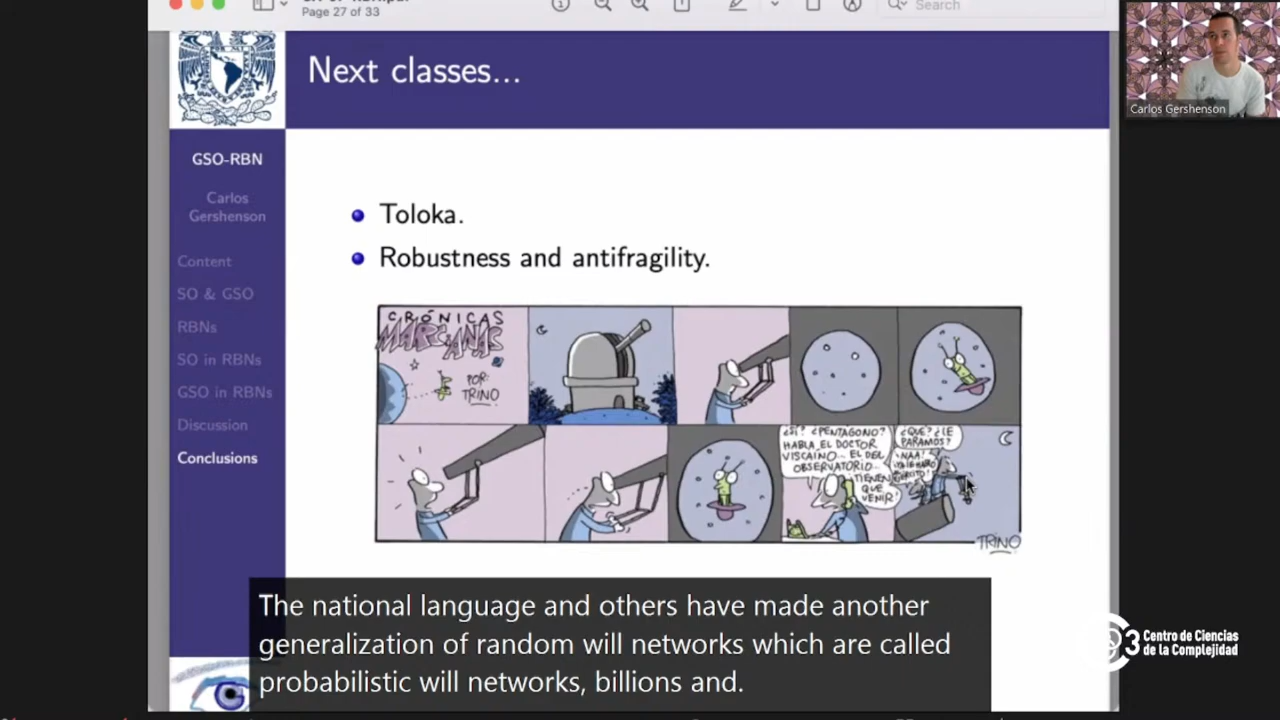 Page 27 of 33
Search
Next classes...
Carlos Gershenson
GSO-RBN
Carlos
Gershenson
Content
SO & GSO
RBNs
SO in RBNs
GSO in RBNs
Discussion
Conclusions
Toloka.
Robustness and antifragility.
CRÓNICAS
MARCIANAS
POR:
TRINO
¿SÍ? ¿PENTÁGONO?
HABLA EL DOCTOR
VISCAÍNO... EL DEL
OBSERVATORIO...
TIENEN
QUE
VENIR!
¿QUÉ? ¿LE
PARAMOS?
¡NAA!
TRINO
The national language and others have made another
generalization of random will networks which are called
probabilistic will networks, billions and.
3 Centro de Ciencias
de la Complejidad